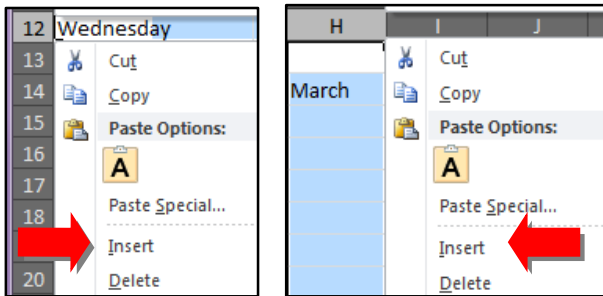 12 Wednesday
13 Cut
14 Copy
15 Paste Options:
16
A
17
18 Paste Special...
Insert
20 Delete
H I J
Cut
March Copy
Paste Options:
A
Paste Special...
Insert
Delete